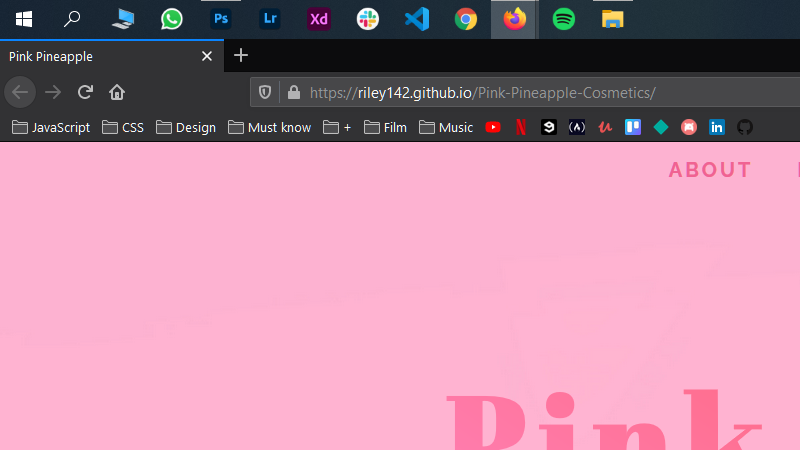 Ps
Lr
Xd
Pink Pineapple
https://riley142.github.io/Pink-Pineapple-Cosmetics/
JavaScript CSS Design Must know + Film Music
ABOUT
Pink